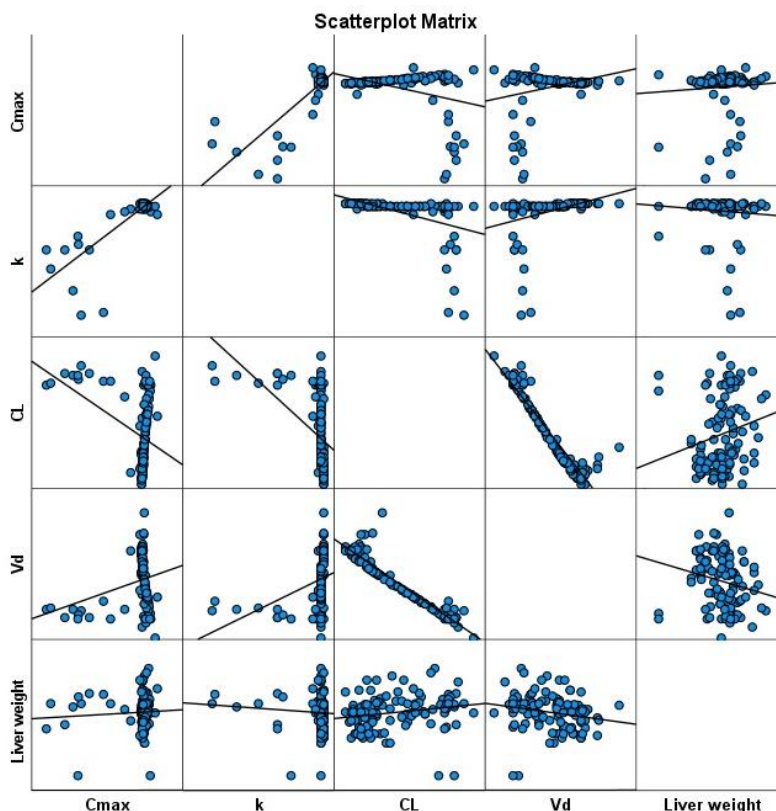 Scatterplot Matrix
Cmax
k
CL
Vd
Liver weight
Cmax k CL Vd Liver weight